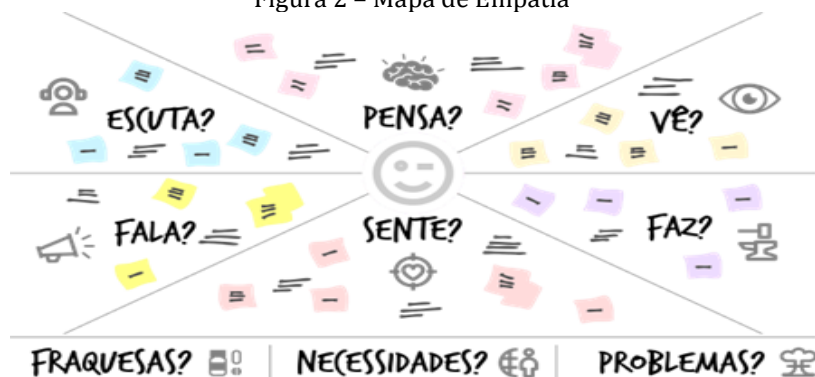 Figura 2 – Mapa de Empatia
ESCUTA?
PENSA?
VÊ?
FALA?
SENTE?
FAZ?
FRAQUESAS?
NECESSIDADES?
PROBLEMAS?